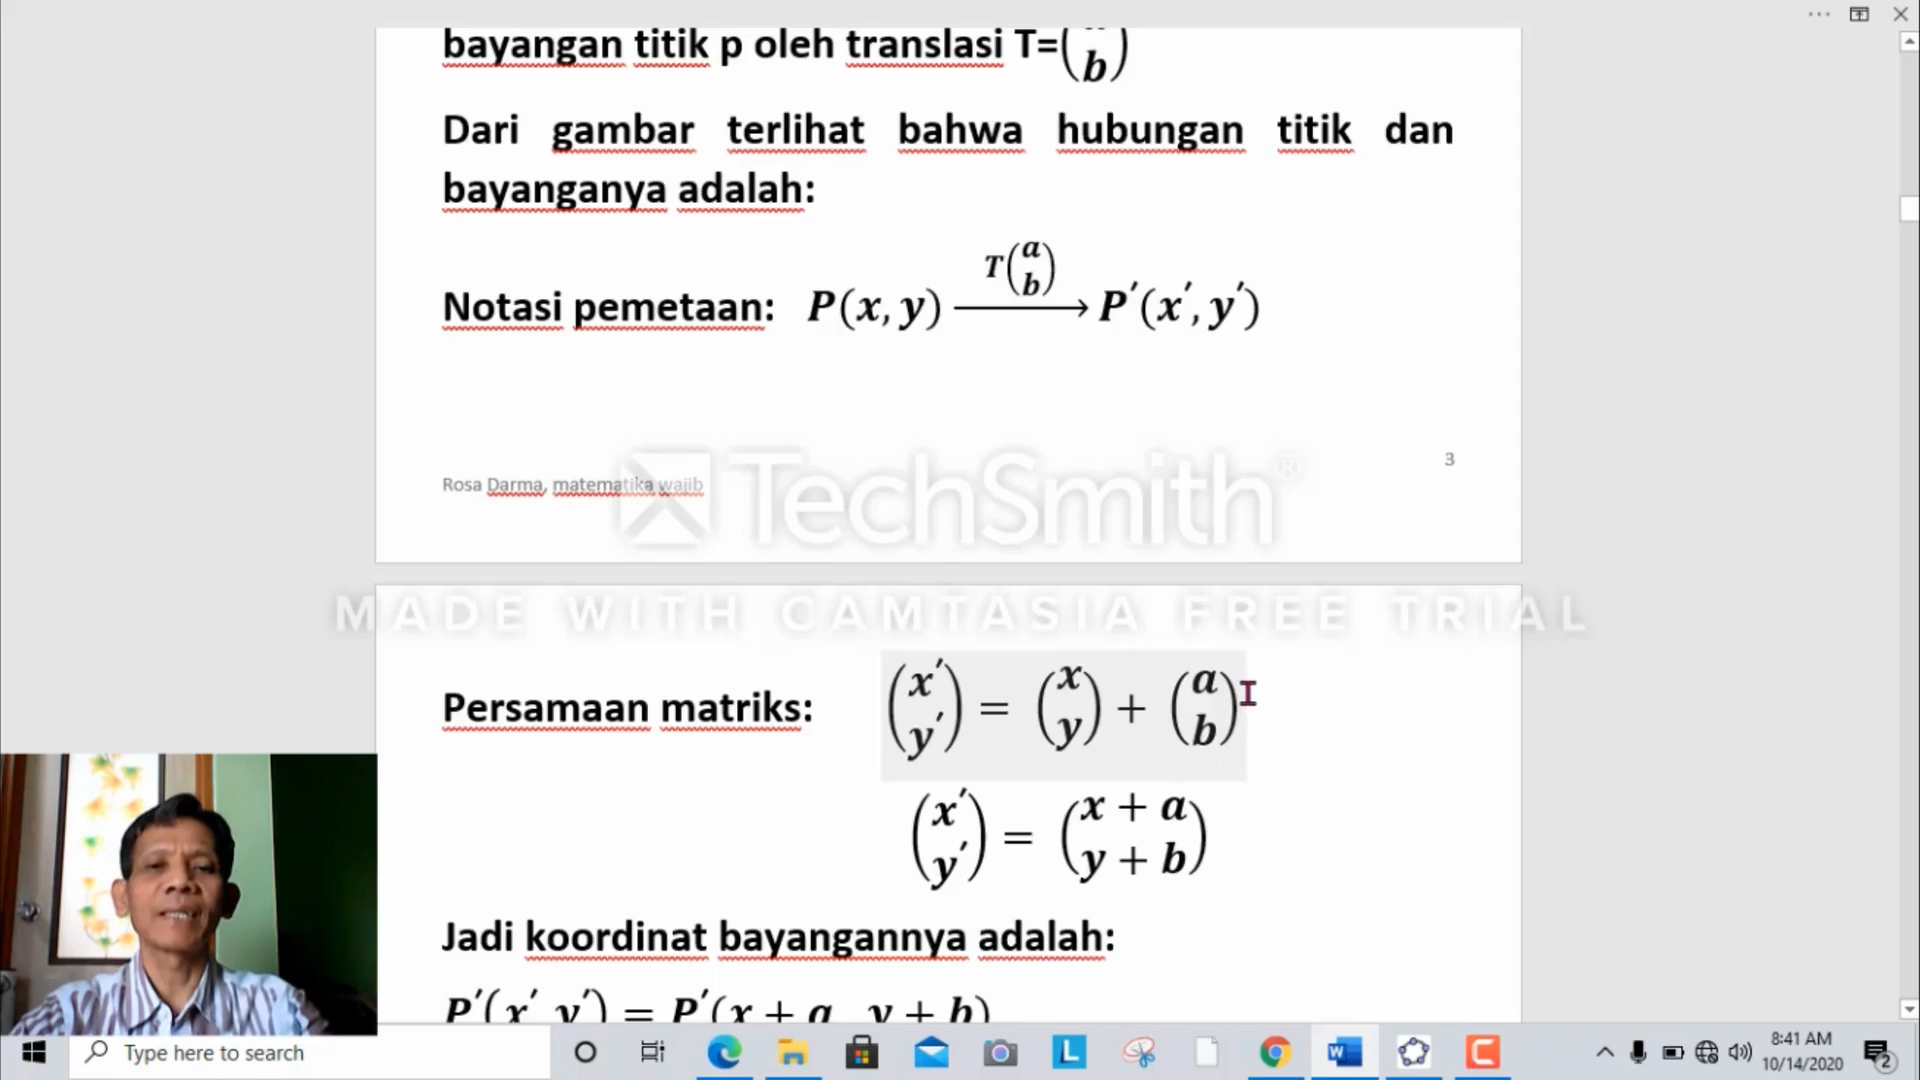 bayangan titik p oleh translasi T=( b)
Dari gambar terlihat bahwa hubungan titik dan
bayanganya adalah:
T(a b)
Notasi pemetaan: P(x, y) ⟶ P′(x′, y′)
3
Rosa Darma, matematika wajib
TechSmith®
MADE WITH CAMTASIA FREE TRIAL
Persamaan matriks: (x′ y′) = (x y) + (a b)
(x′ y′) = (x + a y + b)
Jadi koordinat bayangannya adalah:
P′(x′ y′) = P′(x + a y + b)
Type here to search
8:41 AM
10/14/2020
2